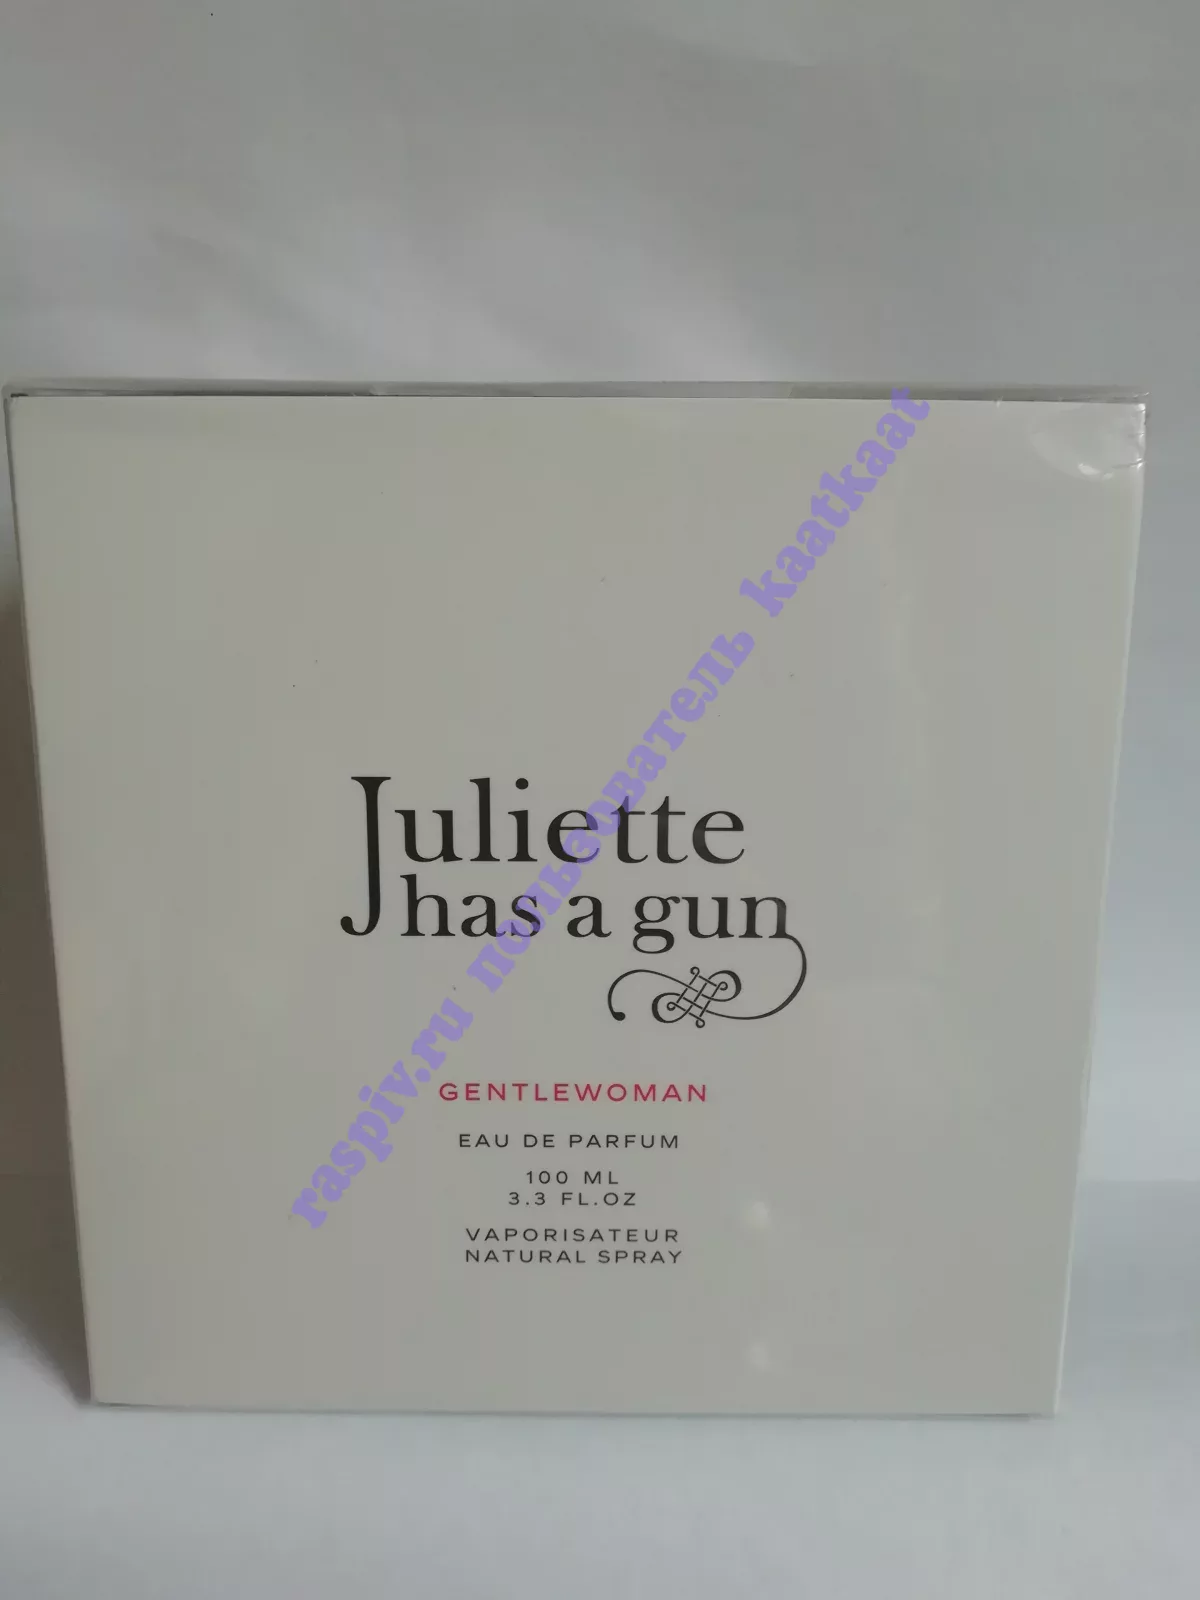 Juliette
has a gun
GENTLEWOMAN
EAU DE PARFUM
100 ML
3.3 FL.OZ
VAPORISATEUR
NATURAL SPRAY
raspiv.ru пользователь kaatkaat